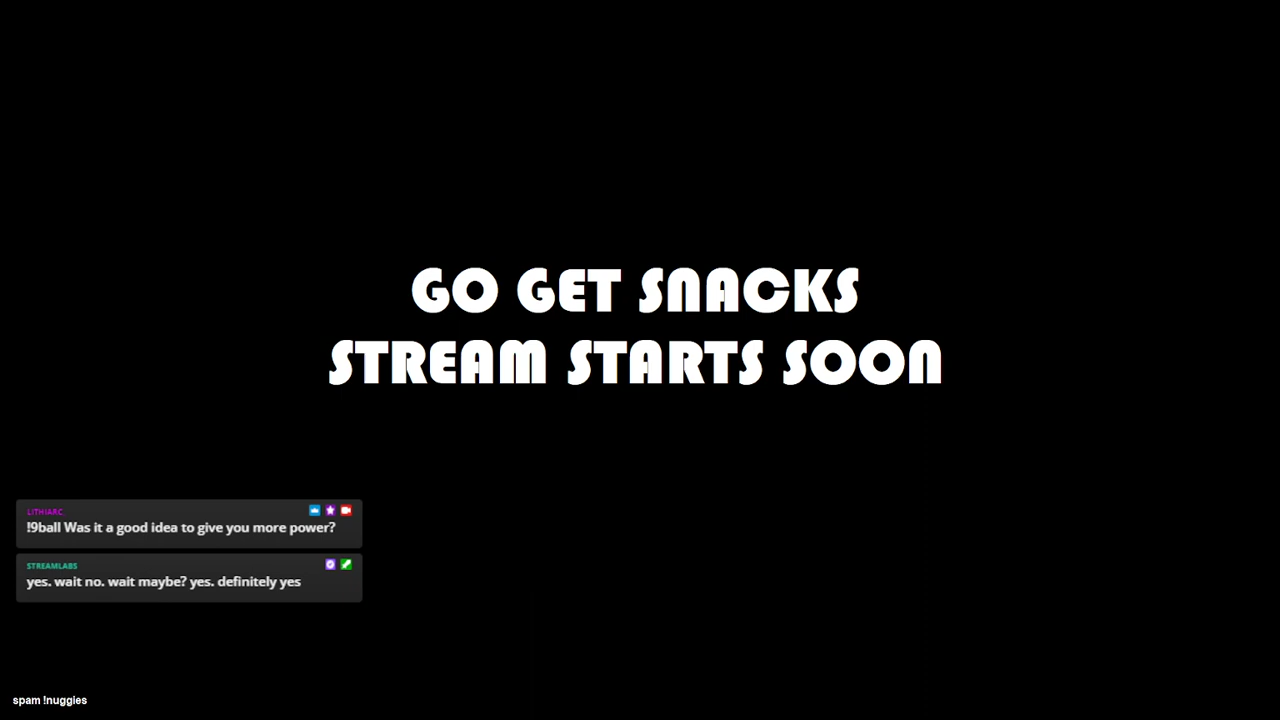 GO GET SNACKS
STREAM STARTS SOON
LITHIARC
!9ball Was it a good idea to give you more power?
STREAMLABS
yes. wait no. wait maybe? yes. definitely yes
spam !nuggies